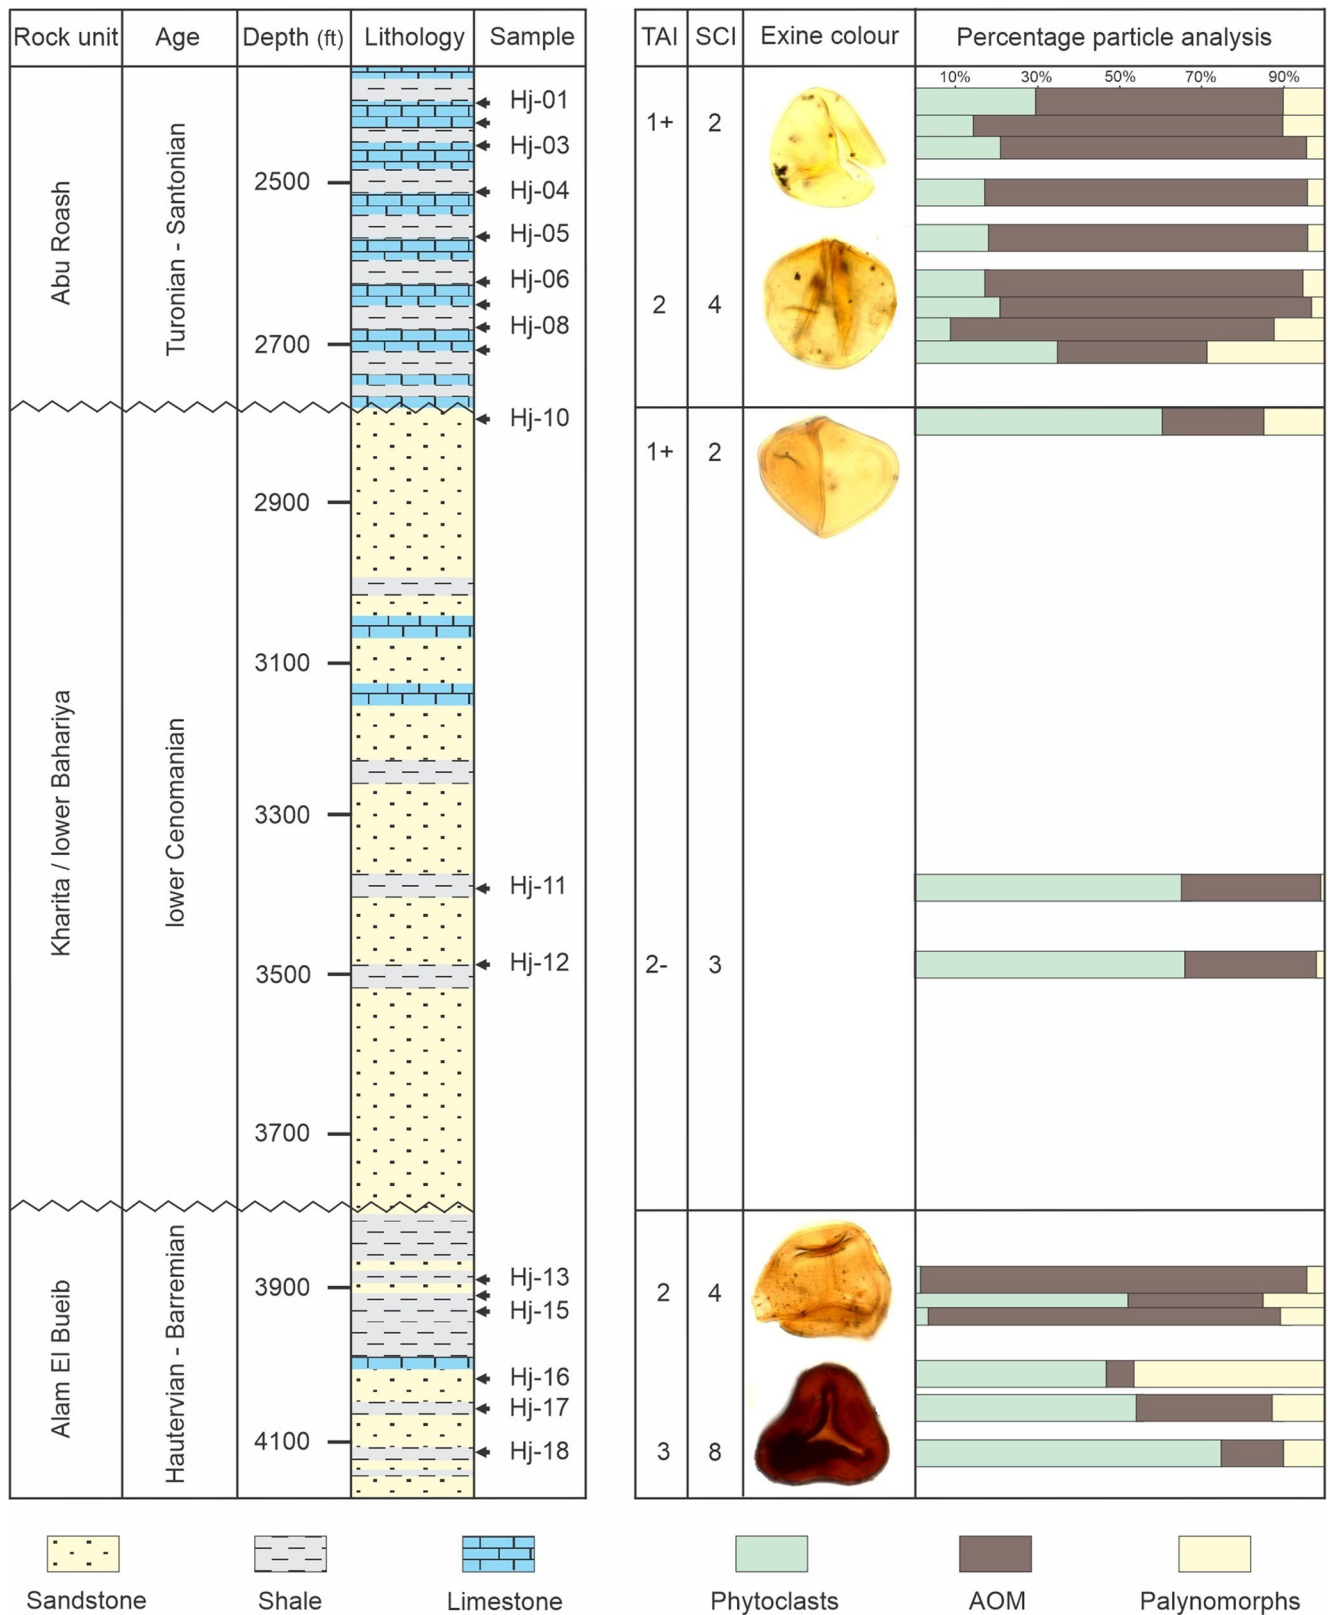 Rock unit Age Depth (ft) Lithology Sample TAI SCI Exine colour Percentage particle analysis
10% 30% 50% 70% 90%
Abu Roash
Turonian - Santonian
2500
2700
Hj-01
Hj-03
Hj-04
Hj-05
Hj-06
Hj-08
1+ 2
2 4
Kharita / lower Bahariya
lower Cenomanian
2900
3100
3300
3500
3700
Hj-10
Hj-11
Hj-12
1+ 2
2- 3
Alam El Bueib
Hautervian - Barremian
3900
4100
Hj-13
Hj-15
Hj-16
Hj-17
Hj-18
2 4
3 8
Sandstone Shale Limestone Phytoclasts AOM Palynomorphs